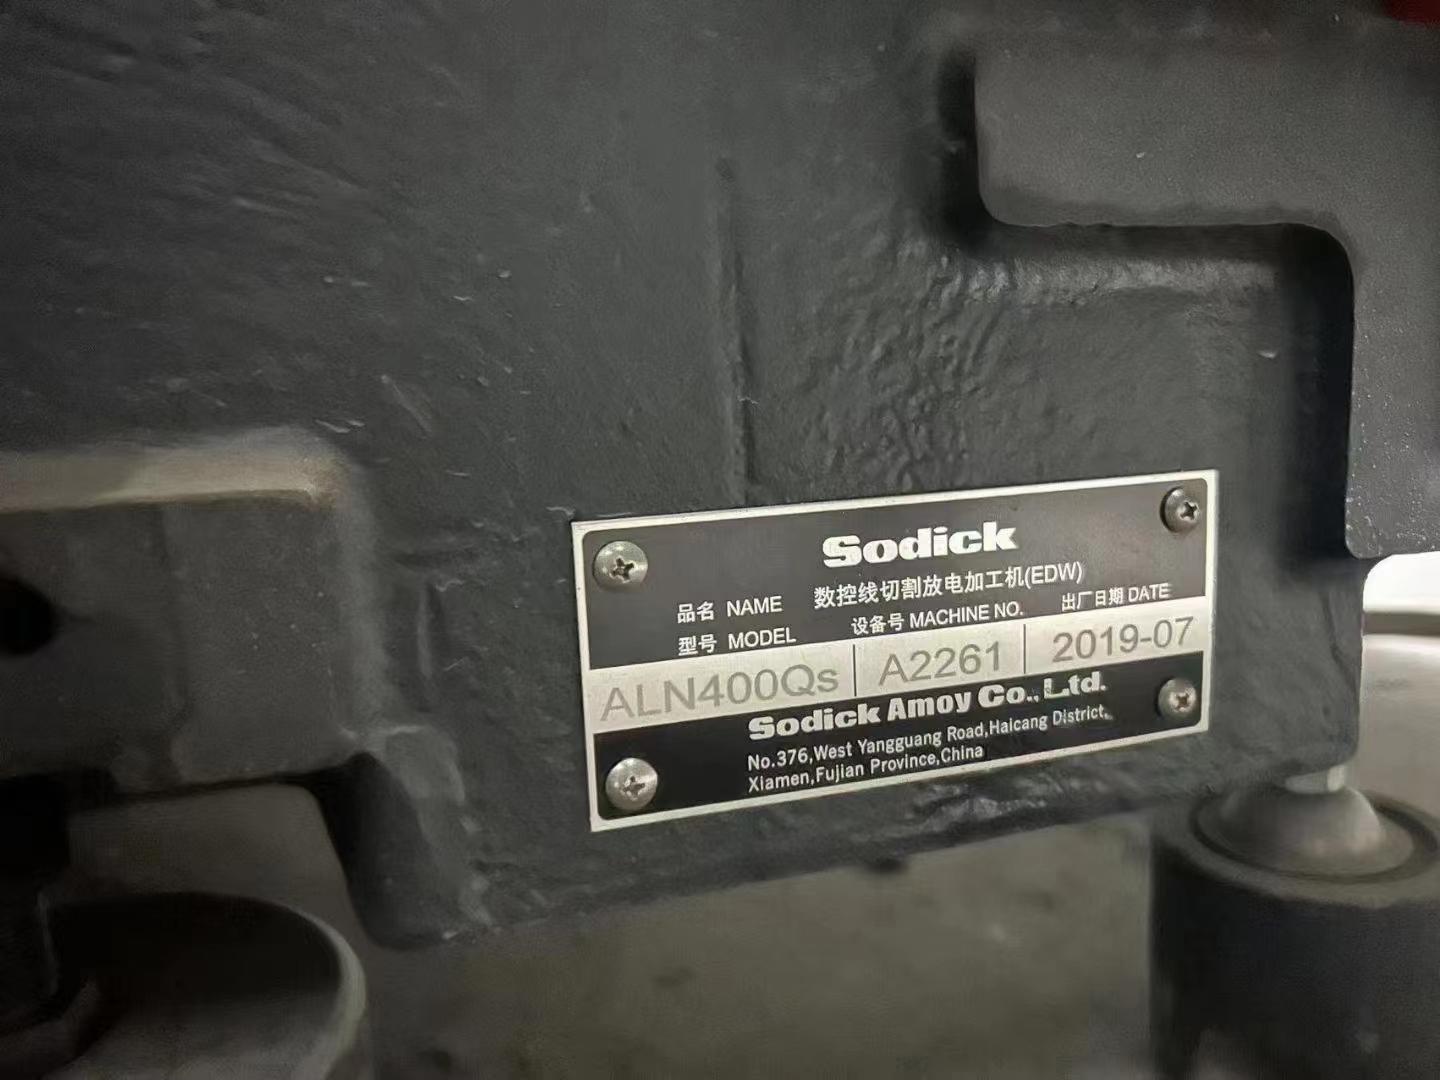 Sodick
品名 NAME 数控线切割放电加工机(EDW)
型号 MODEL 设备号 MACHINE NO. 出厂日期 DATE
ALN400Qs A2261 2019-07
Sodick Amoy Co., Ltd.
No.376,West Yangguang Road,Haicang District,
Xiamen,Fujian Province,China